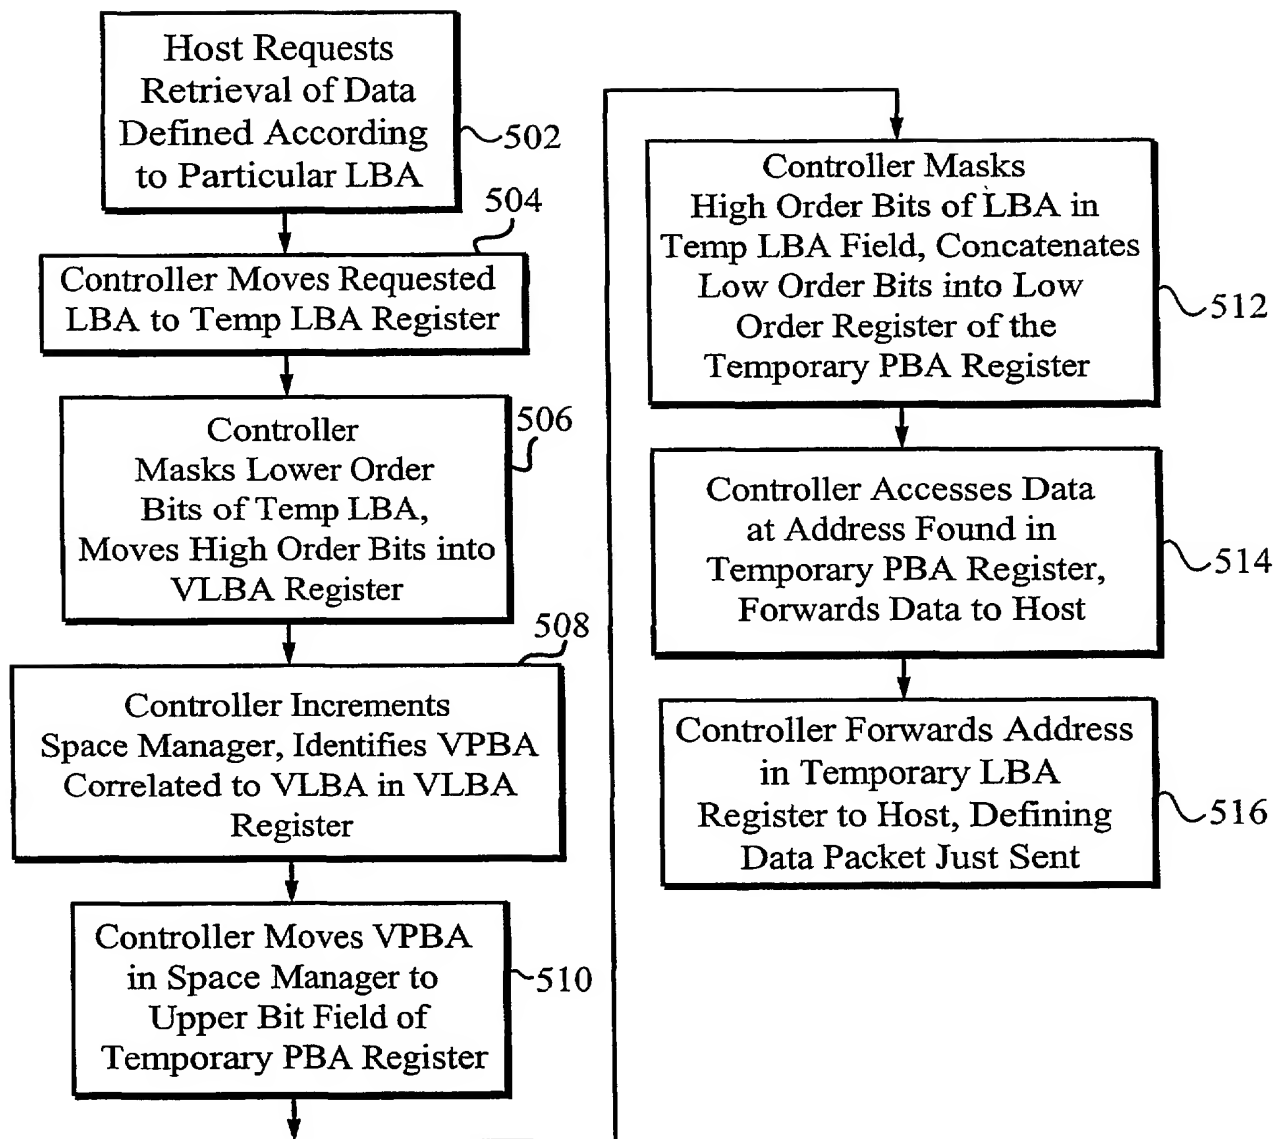 Host Requests
Retrieval of Data
Defined According
to Particular LBA
502
504
Controller Moves Requested
LBA to Temp LBA Register
506
Controller
Masks Lower Order
Bits of Temp LBA,
Moves High Order Bits into
VLBA Register
508
Controller Increments
Space Manager, Identifies VPBA
Correlated to VLBA in VLBA
Register
Controller Moves VPBA
in Space Manager to
Upper Bit Field of
Temporary PBA Register
510
Controller Masks
High Order Bits of LBA in
Temp LBA Field, Concatenates
Low Order Bits into Low
Order Register of the
Temporary PBA Register
512
Controller Accesses Data
at Address Found in
Temporary PBA Register,
Forwards Data to Host
514
Controller Forwards Address
in Temporary LBA
Register to Host, Defining
Data Packet Just Sent
516